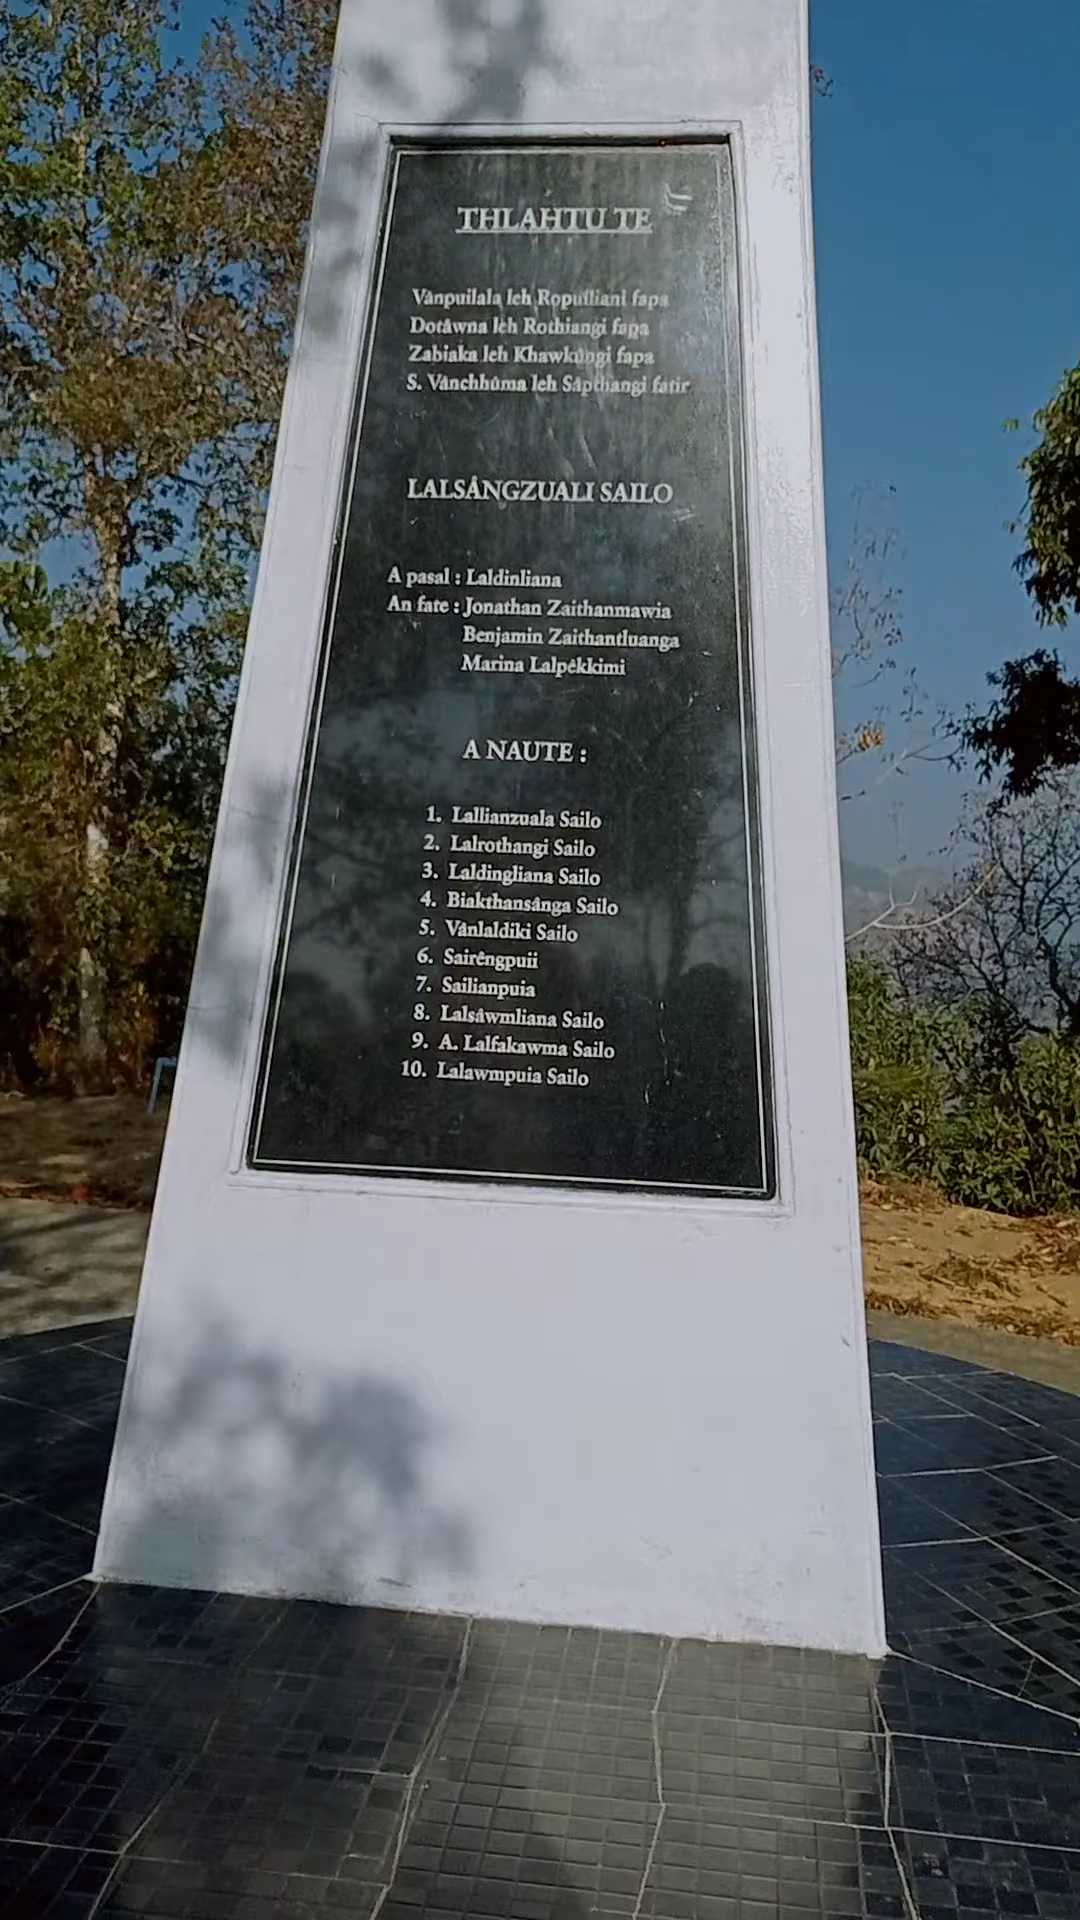 THLAHTU TE
Vânpuilala leh Ropuiliani fapa
Dotâwna leh Rothiangi fapa
Zabiaka leh Khawkûngi fapa
S. Vânchhûma leh Sâpthangi fatir
LALSÂNGZUALI SAILO
A pasal : Laldinliana
An fate : Jonathan Zaithanmawia
Benjamin Zaithantluanga
Marina Lalpêkkimi
A NAUTE :
1. Lallianzuala Sailo
2. Lalrothangi Sailo
3. Laldingliana Sailo
4. Biakthansânga Sailo
5. Vânlaldiki Sailo
6. Sairêngpuii
7. Sailianpuia
8. Lalsâwmliana Sailo
9. A. Lalfakawma Sailo
10. Lalawmpuia Sailo